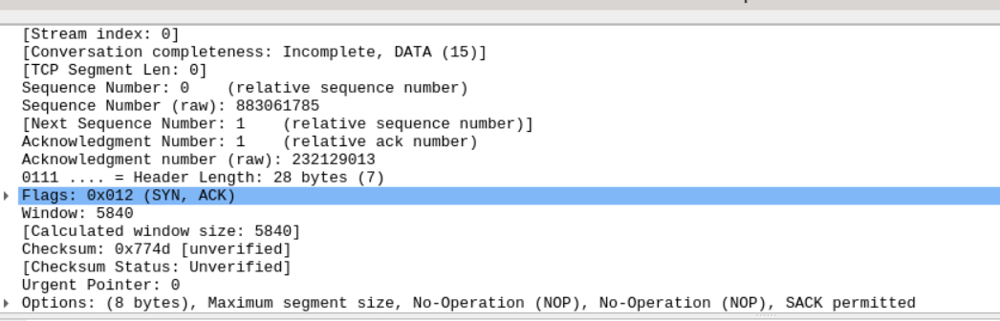 [Stream index: 0]
[Conversation completeness: Incomplete, DATA (15)]
[TCP Segment Len: 0]
Sequence Number: 0    (relative sequence number)
Sequence Number (raw): 883061785
[Next Sequence Number: 1    (relative sequence number)]
Acknowledgment Number: 1    (relative ack number)
Acknowledgment number (raw): 232129013
0111 .... = Header Length: 28 bytes (7)
Flags: 0x012 (SYN, ACK)
Window: 5840
[Calculated window size: 5840]
Checksum: 0x774d [unverified]
[Checksum Status: Unverified]
Urgent Pointer: 0
Options: (8 bytes), Maximum segment size, No-Operation (NOP), No-Operation (NOP), SACK permitted